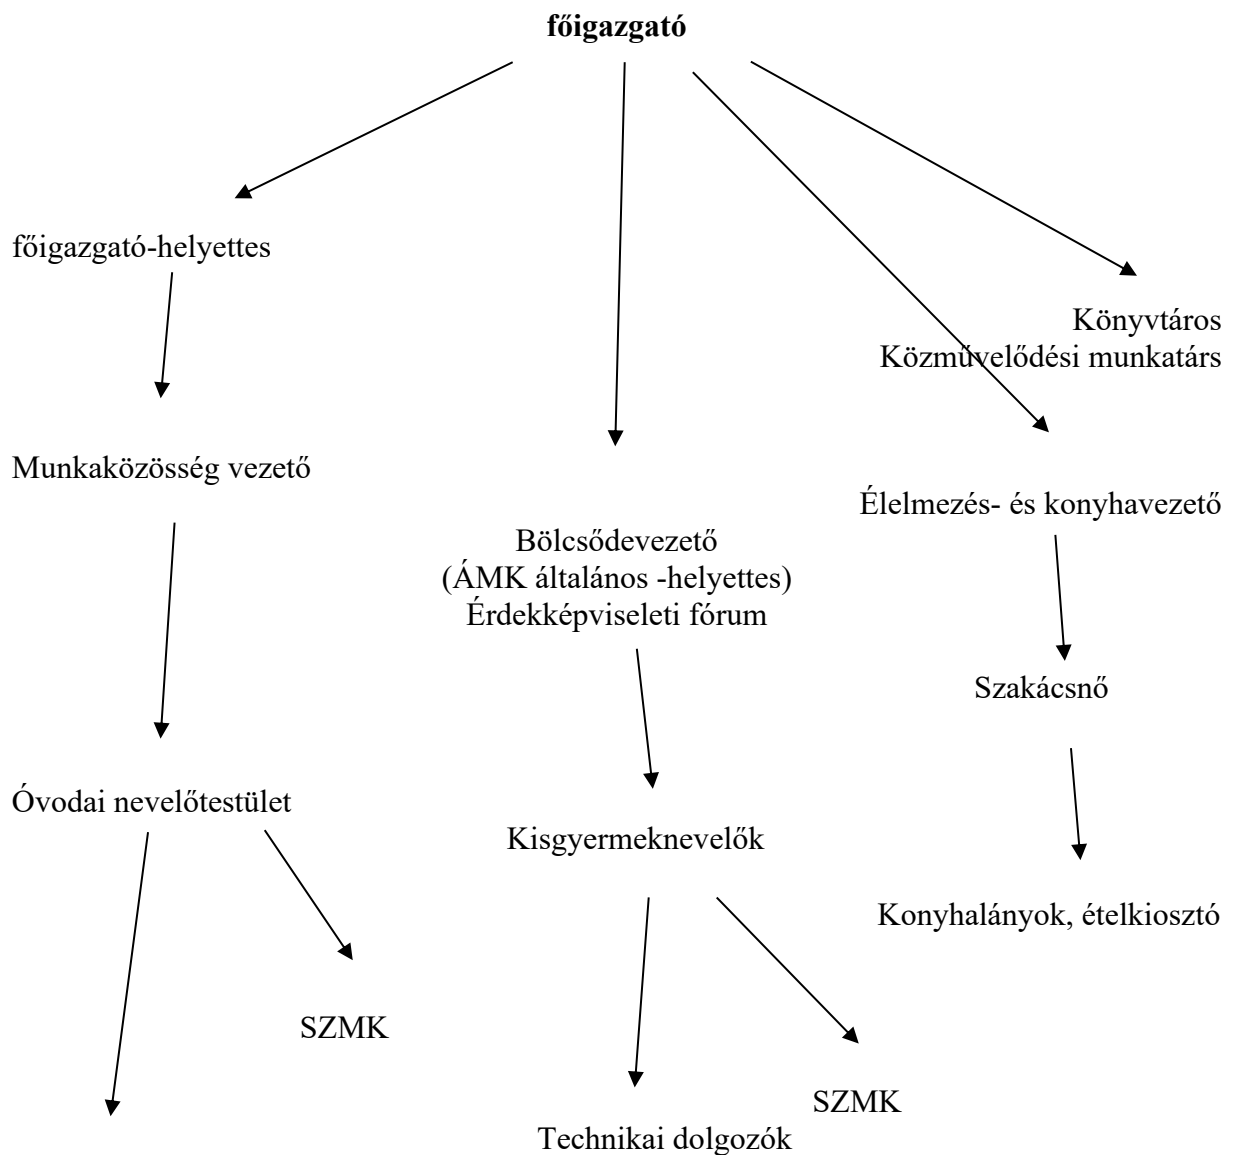 főigazgató
főigazgató-helyettes
Könyvtáros
Közművelődési munkatárs
Munkaközösség vezető
Élelmezés- és konyhavezető
Bölcsődevezető
(ÁMK általános -helyettes)
Érdekképviseleti fórum
Szakácsnő
Óvodai nevelőtestület
Kisgyermeknevelők
Konyhalányok, ételkiosztó
SZMK
SZMK
Technikai dolgozók